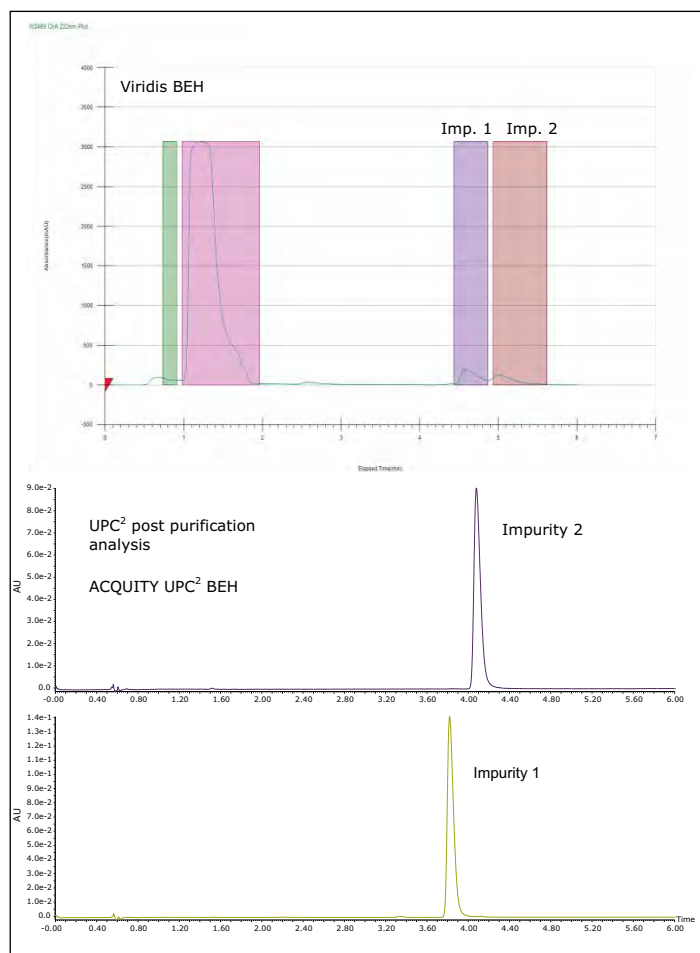 W2489 ChA 222nm Plot
Viridis BEH
Imp. 1 Imp. 2
4000
3500
3000
2500
2000
1500
1000
500
0
-500
0 1 2 3 4 5 6 7
Elapsed Time(min)
9.0e-2
8.0e-2
7.0e-2
6.0e-2
5.0e-2
4.0e-2
3.0e-2
2.0e-2
1.0e-2
0.0
AU
UPC² post purification
analysis
ACQUITY UPC² BEH
Impurity 2
-0.00 0.40 0.80 1.20 1.60 2.00 2.40 2.80 3.20 3.60 4.00 4.40 4.80 5.20 5.60 6.00
1.4e-1
1.3e-1
1.2e-1
1.1e-1
1.0e-1
9.0e-2
8.0e-2
7.0e-2
6.0e-2
5.0e-2
4.0e-2
3.0e-2
2.0e-2
1.0e-2
0.0
AU
Impurity 1
Time
-0.00 0.40 0.80 1.20 1.60 2.00 2.40 2.80 3.20 3.60 4.00 4.40 4.80 5.20 5.60 6.00